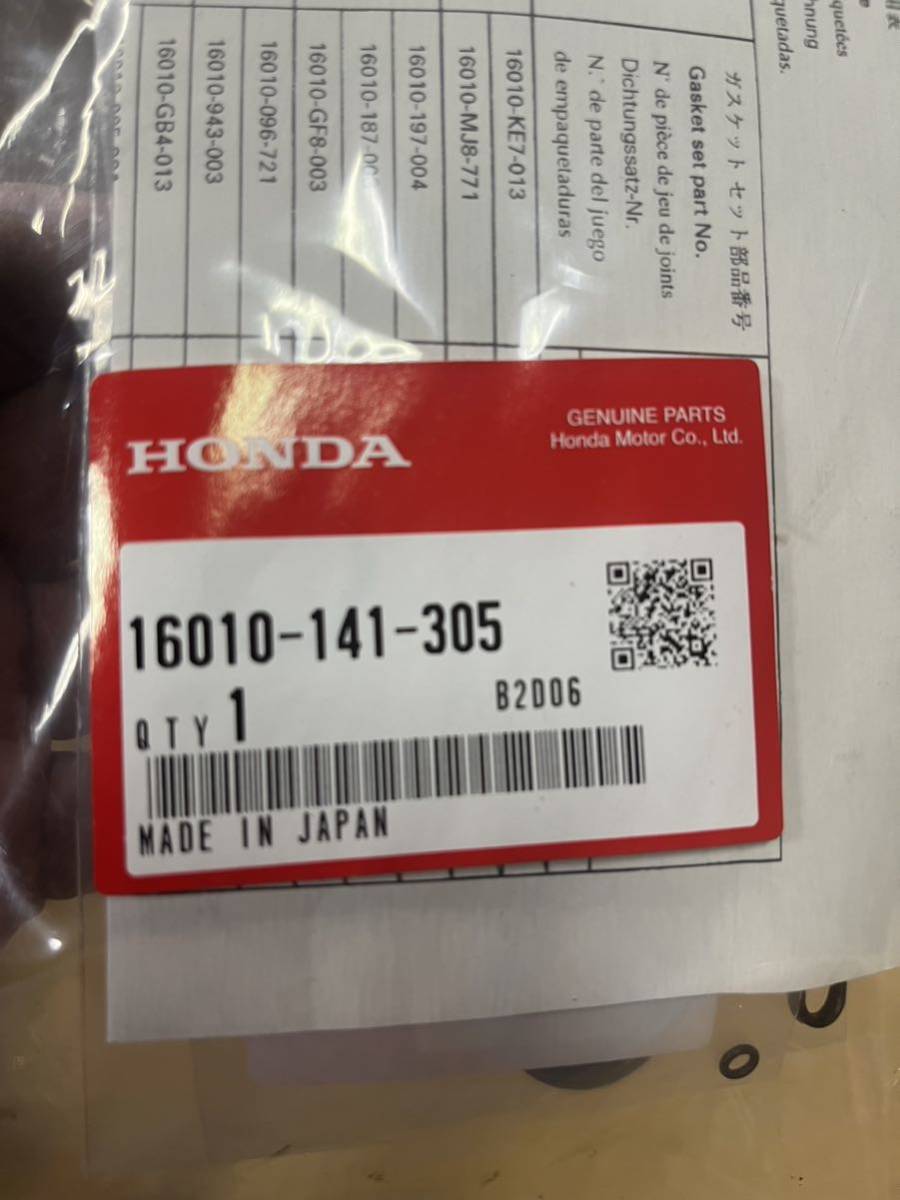 HONDA
GENUINE PARTS
Honda Motor Co., Ltd.
16010-141-305
QTY 1
B2D06
MADE IN JAPAN
ガスケット セット部品番号
Gasket set part No.
N° de pièce de jeu de joints
Dichtungssatz-Nr.
N.° de parte del juego
de empaquetaduras
16010-KE7-013
16010-MJ8-771
16010-197-004
16010-187-
16010-GF8-003
16010-096-721
16010-943-003
16010-GB4-013